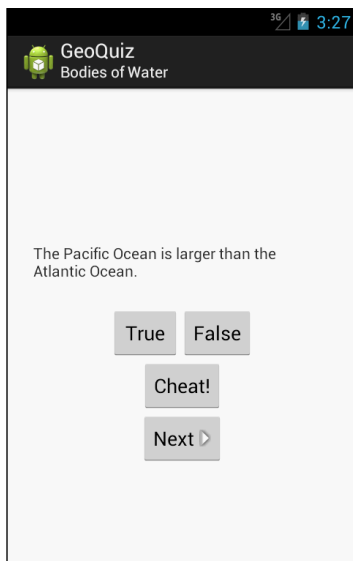 3G 3:27
GeoQuiz
Bodies of Water
The Pacific Ocean is larger than the
Atlantic Ocean.
True False
Cheat!
Next